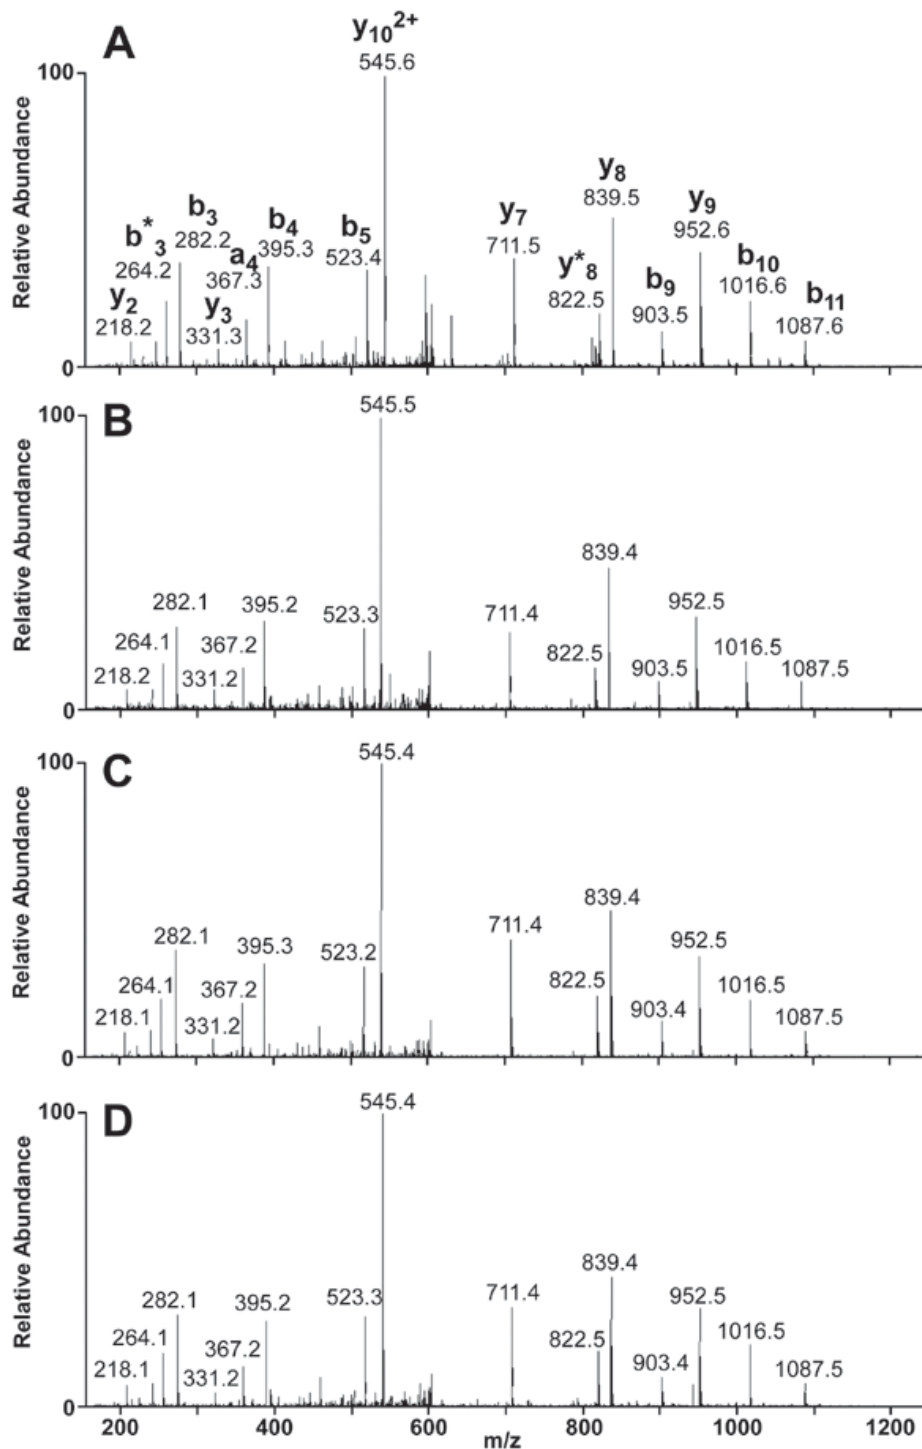 A
Relative Abundance
100
0
y₁₀²⁺
545.6
y₈
839.5
y₉
952.6
y₇
711.5
b₃
282.2
b₄
395.3
b₅
523.4
b*₃
264.2
a₄
367.3
y*₈
822.5
b₁₀
1016.6
b₉
903.5
b₁₁
1087.6
y₂
218.2
y₃
331.3
B
Relative Abundance
100
0
545.5
839.4
282.1
395.2
523.3
711.4
952.5
264.1
367.2
822.5
1016.5
218.2
331.2
903.5
1087.5
C
Relative Abundance
100
0
545.4
839.4
282.1
395.3
523.2
711.4
952.5
264.1
367.2
822.5
1016.5
218.1
331.2
903.4
1087.5
D
Relative Abundance
100
0
545.4
839.4
282.1
395.2
523.3
711.4
952.5
264.1
367.2
822.5
1016.5
218.1
331.2
903.4
1087.5
200 400 600 800 1000 1200
m/z